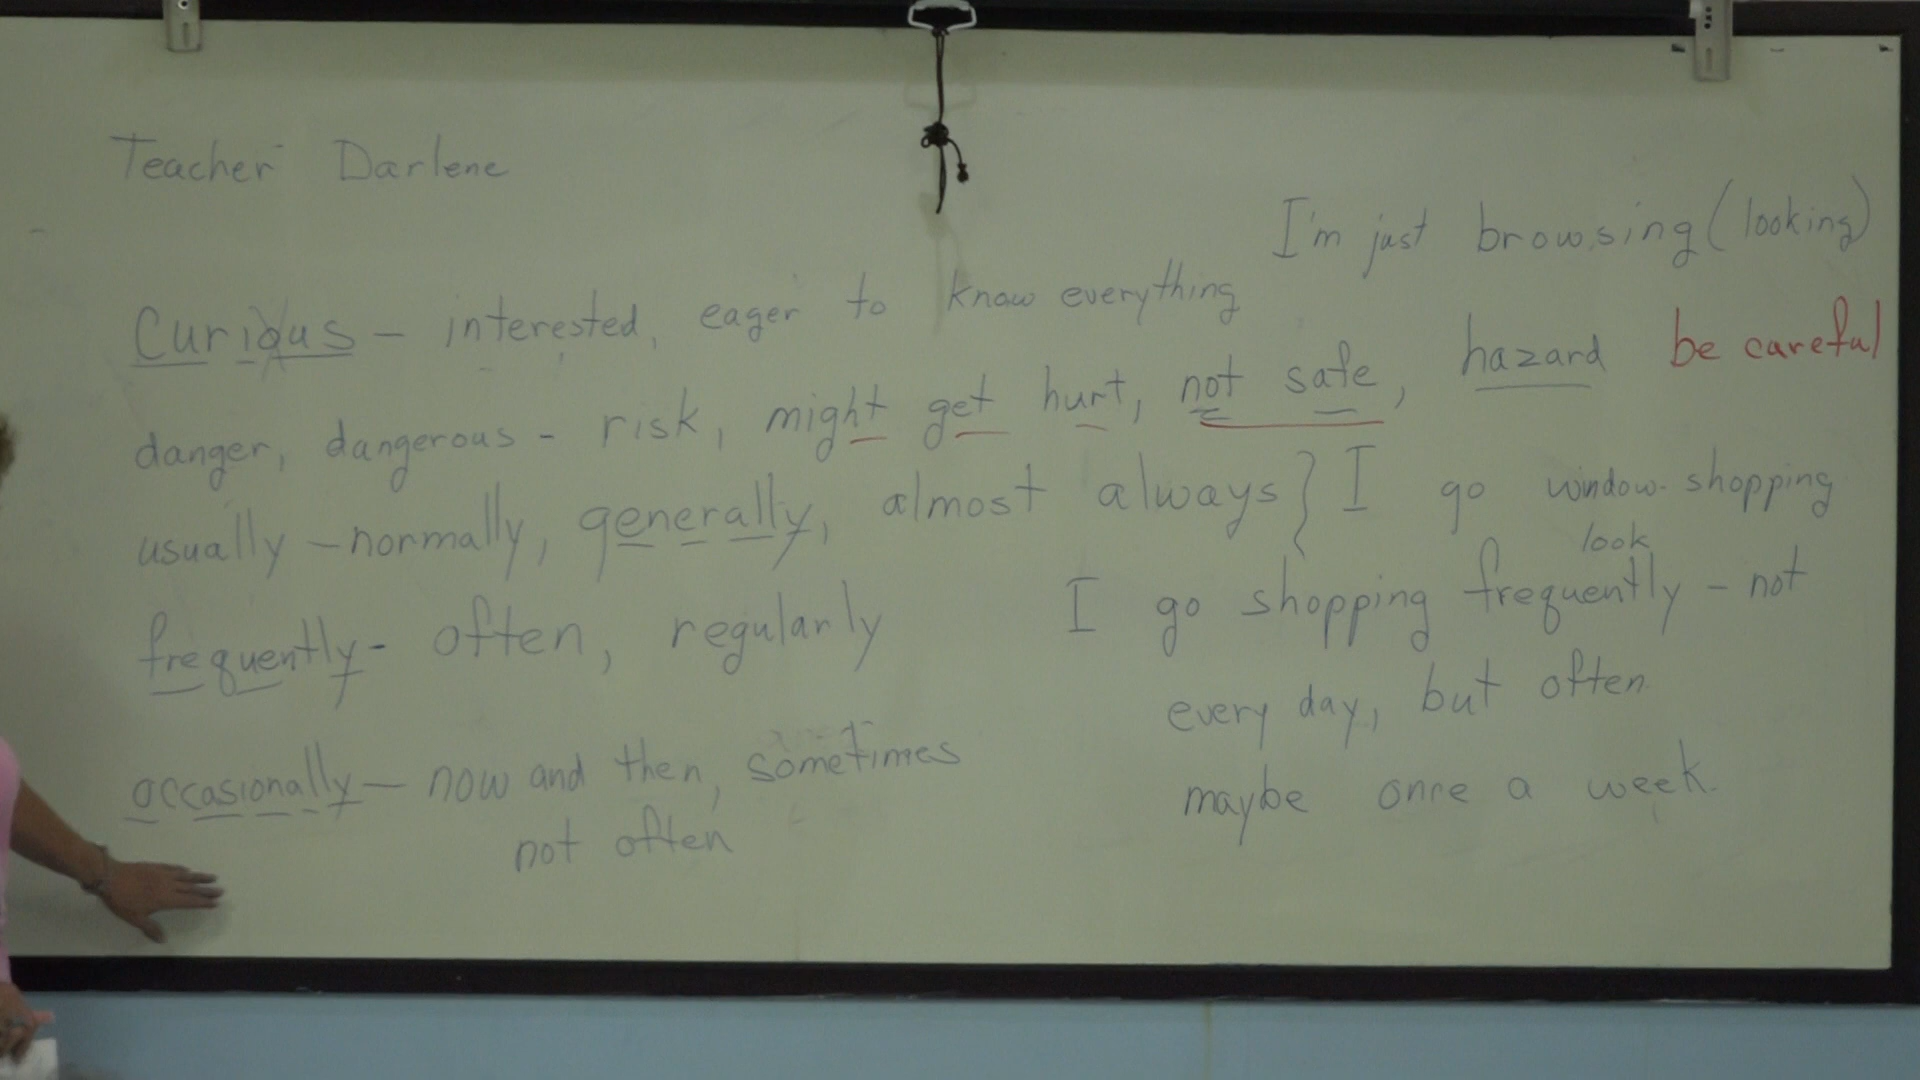 Teacher Darlene
I'm just browsing (looking)
Curious - interested, eager to know everything
danger, dangerous - risk, might get hurt, not safe, hazard be careful
usually - normally, generally, almost always } I go window-shopping
look
frequently - often, regularly
I go shopping frequently - not
every day, but often
maybe once a week.
occasionally - now and then, sometimes
not often